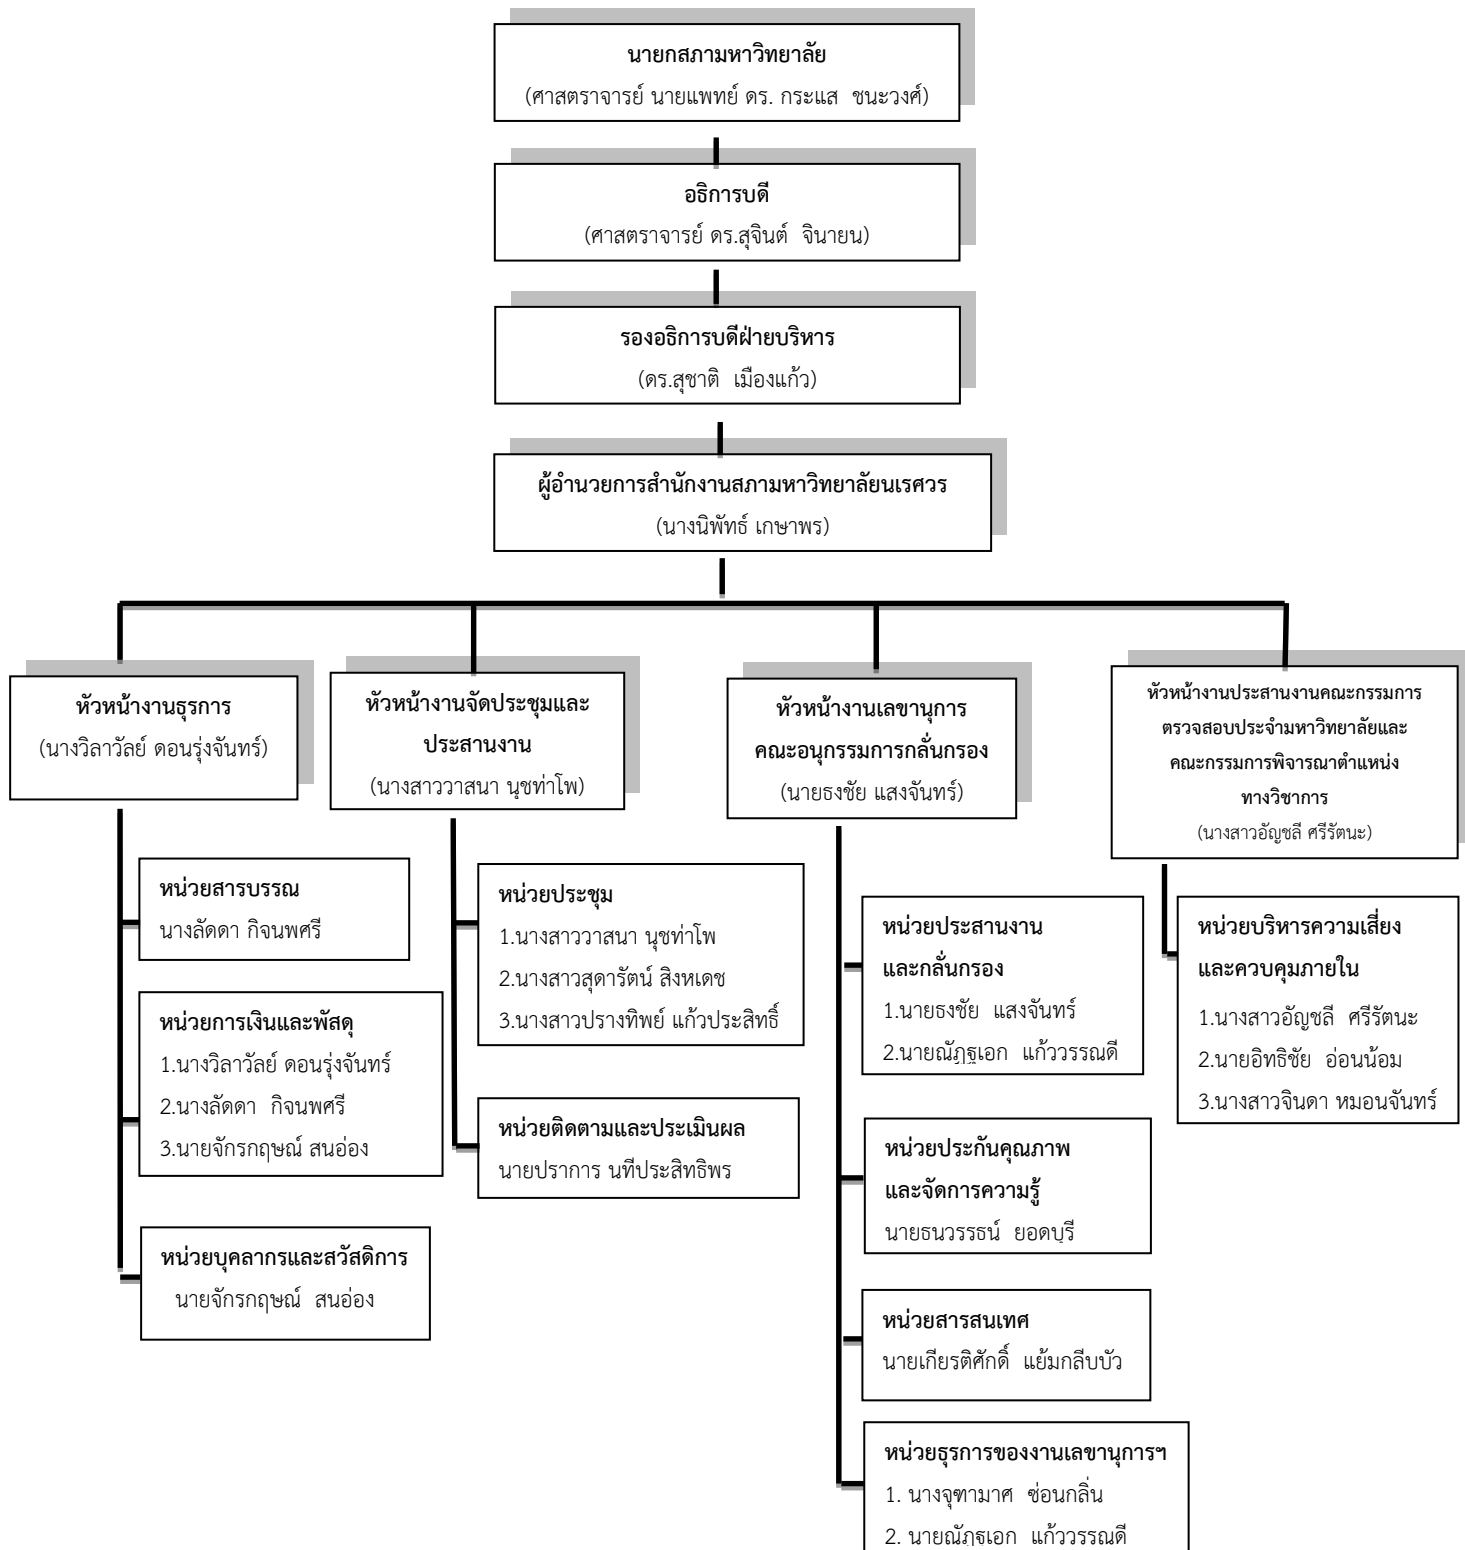 นายกสภามหาวิทยาลัย
(ศาสตราจารย์ นายแพทย์ ดร. กระแส ชนะวงศ์)
อธิการบดี
(ศาสตราจารย์ ดร.สุจินต์ จินายน)
รองอธิการบดีฝ่ายบริหาร
(ดร.สุชาติ เมืองแก้ว)
ผู้อำนวยการสำนักงานสภามหาวิทยาลัยนเรศวร
(นางนิพัทธ์ เกษาพร)
หัวหน้างานธุรการ
(นางวิลาวัลย์ ดอนรุ่งจันทร์)
หน่วยสารบรรณ
นางลัดดา กิจนพศรี
หน่วยการเงินและพัสดุ
1.นางวิลาวัลย์ ดอนรุ่งจันทร์
2.นางลัดดา กิจนพศรี
3.นายจักรกฤษณ์ สนอ่อง
หน่วยบุคลากรและสวัสดิการ
นายจักรกฤษณ์ สนอ่อง
หัวหน้างานจัดประชุมและ
ประสานงาน
(นางสาววาสนา นุชท่าโพ)
หน่วยประชุม
1.นางสาววาสนา นุชท่าโพ
2.นางสาวสุดารัตน์ สิงหเดช
3.นางสาวปรางทิพย์ แก้วประสิทธิ์
หน่วยติดตามและประเมินผล
นายปราการ นทีประสิทธิพร
หัวหน้างานเลขานุการ
คณะอนุกรรมการกลั่นกรอง
(นายธงชัย แสงจันทร์)
หน่วยประสานงาน
และกลั่นกรอง
1.นายธงชัย แสงจันทร์
2.นายณัฏฐเอก แก้ววรรณดี
หน่วยประกันคุณภาพ
และจัดการความรู้
นายธนวรรธน์ ยอดบุรี
หน่วยสารสนเทศ
นายเกียรติศักดิ์ แย้มกลีบบัว
หน่วยธุรการของงานเลขานุการฯ
1. นางจุฑามาศ ซ่อนกลิ่น
2. นายณัฏฐเอก แก้ววรรณดี
หัวหน้างานประสานงานคณะกรรมการ
ตรวจสอบประจำมหาวิทยาลัยและ
คณะกรรมการพิจารณาตำแหน่ง
ทางวิชาการ
(นางสาวอัญชลี ศรีรัตนะ)
หน่วยบริหารความเสี่ยง
และควบคุมภายใน
1.นางสาวอัญชลี ศรีรัตนะ
2.นายอิทธิชัย อ่อนน้อม
3.นางสาวจินดา หมอนจันทร์